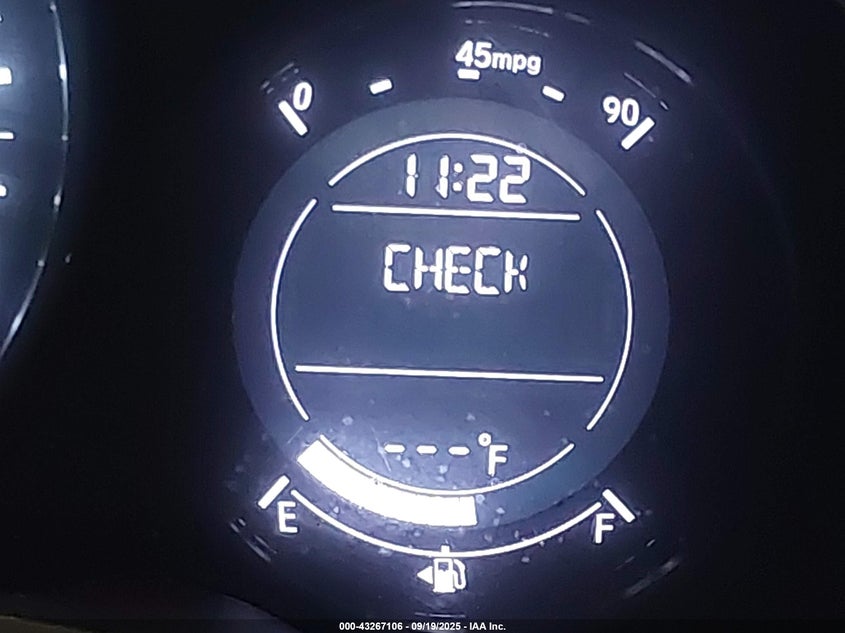 45mpg
0 90
11:22
CHECK
---°F
E F
000-43267106 - 09/19/2025 - IAA Inc.